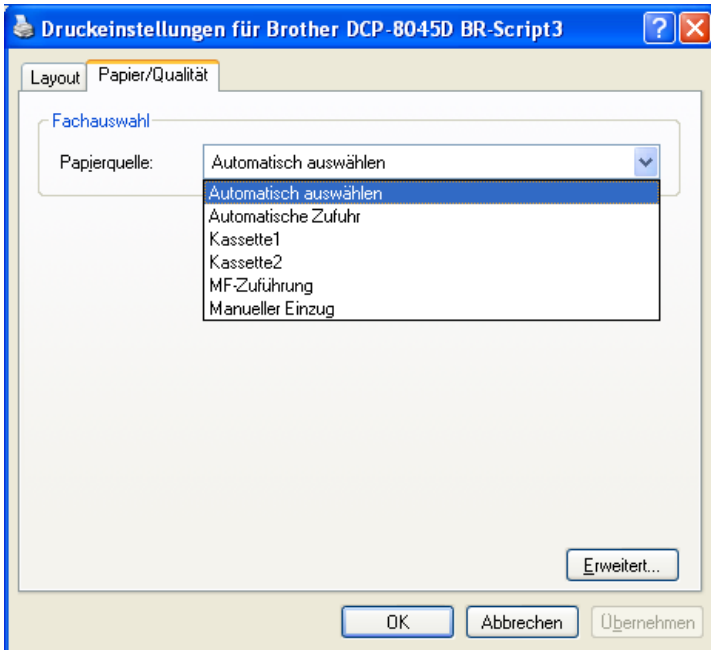 Druckeinstellungen für Brother DCP-8045D BR-Script3
Layout Papier/Qualität
Fachauswahl
Papierquelle: Automatisch auswählen
Automatisch auswählen
Automatische Zufuhr
Kassette1
Kassette2
MF-Zuführung
Manueller Einzug
Erweitert...
OK Abbrechen Übernehmen